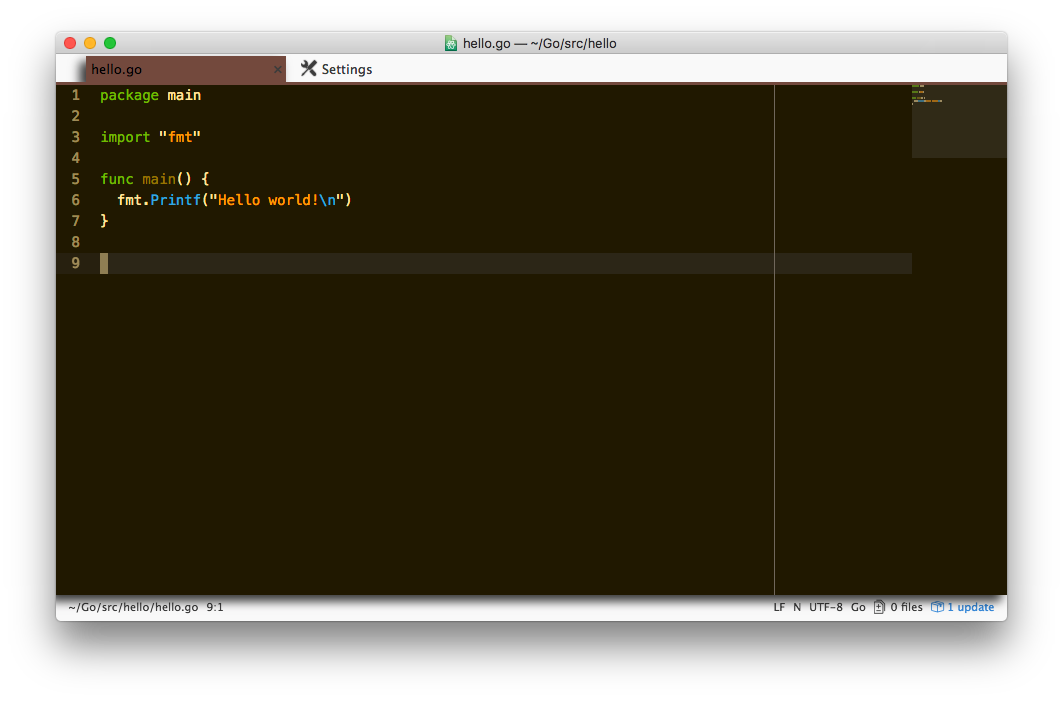 hello.go — ~/Go/src/hello
hello.go × Settings
1 package main
2
3 import "fmt"
4
5 func main() {
6   fmt.Printf("Hello world!\n")
7 }
8
9
~/Go/src/hello/hello.go 9:1 LF N UTF-8 Go 0 files 1 update